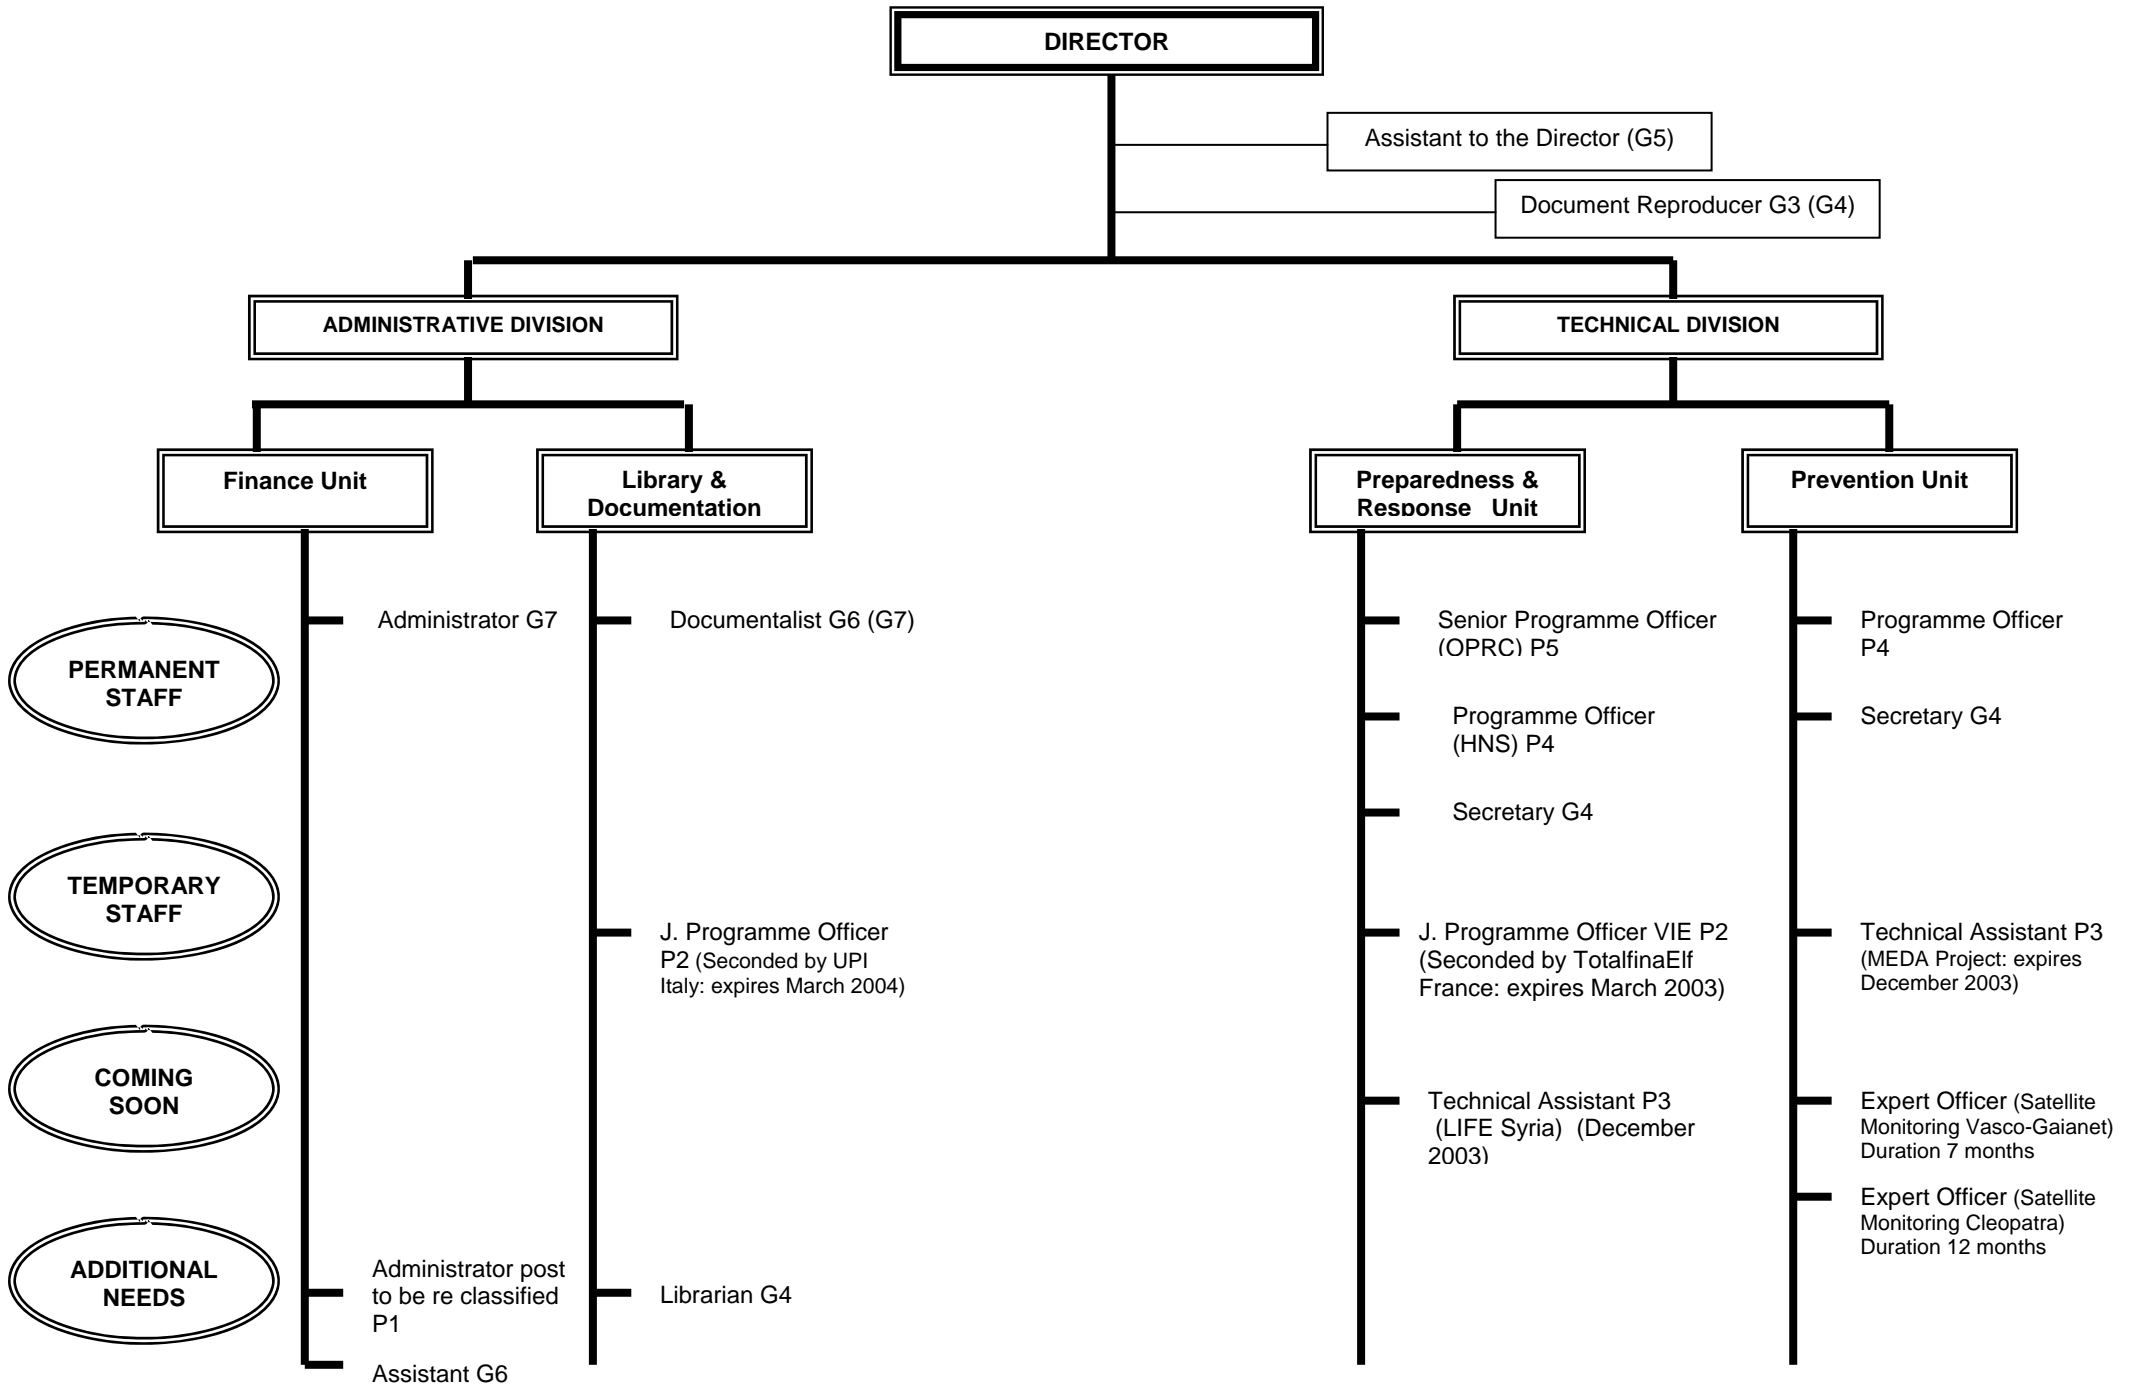 DIRECTOR
Assistant to the Director (G5)
Document Reproducer G3 (G4)
ADMINISTRATIVE DIVISION
TECHNICAL DIVISION
Finance Unit
Library &
Documentation
Preparedness &
Response Unit
Prevention Unit
PERMANENT
STAFF
Administrator G7
Documentalist G6 (G7)
Senior Programme Officer
(OPRC) P5
Programme Officer
(HNS) P4
Secretary G4
Programme Officer
P4
Secretary G4
TEMPORARY
STAFF
J. Programme Officer
P2 (Seconded by UPI
Italy: expires March 2004)
J. Programme Officer VIE P2
(Seconded by TotalfinaElf
France: expires March 2003)
Technical Assistant P3
(MEDA Project: expires
December 2003)
COMING
SOON
Technical Assistant P3
(LIFE Syria) (December
2003)
Expert Officer (Satellite
Monitoring Vasco-Gaianet)
Duration 7 months
Expert Officer (Satellite
Monitoring Cleopatra)
Duration 12 months
ADDITIONAL
NEEDS
Administrator post
to be re classified
P1
Assistant G6
Librarian G4